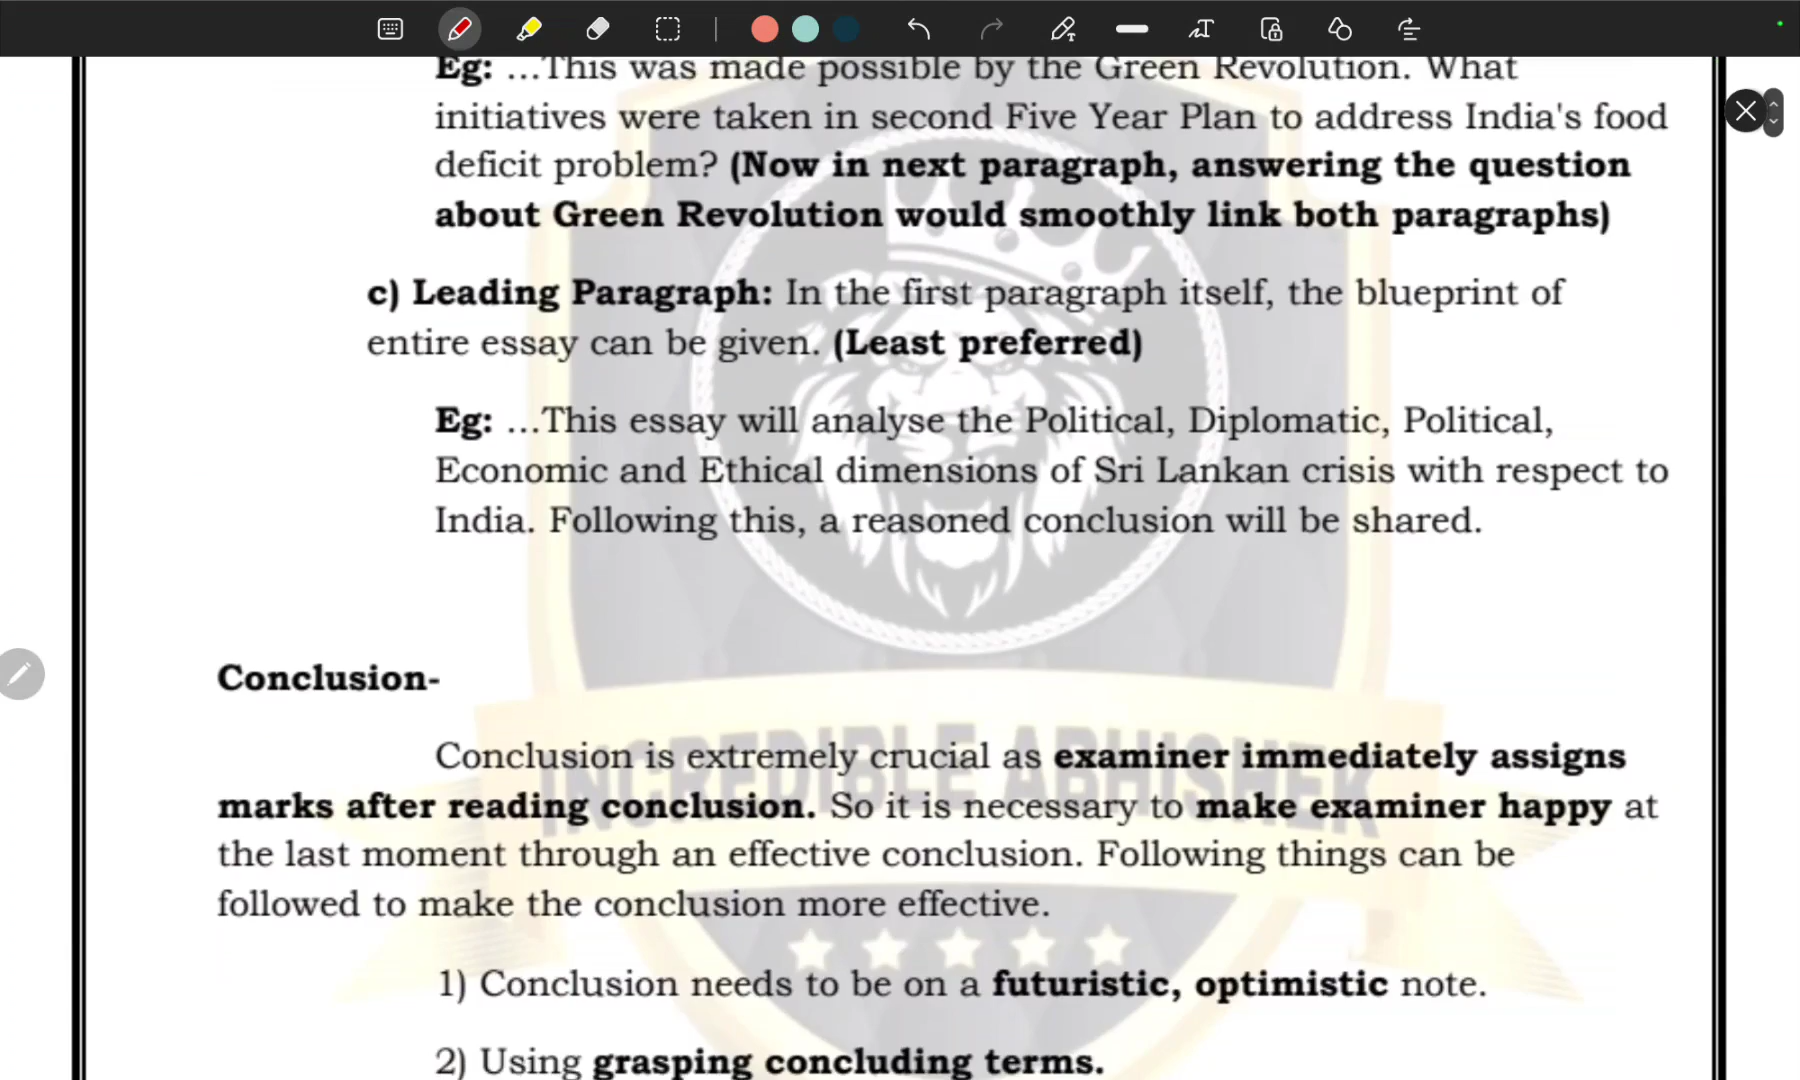 Eg: ...This was made possible by the Green Revolution. What
initiatives were taken in second Five Year Plan to address India's food
deficit problem? (Now in next paragraph, answering the question
about Green Revolution would smoothly link both paragraphs)
c) Leading Paragraph: In the first paragraph itself, the blueprint of
entire essay can be given. (Least preferred)
Eg: ...This essay will analyse the Political, Diplomatic, Political,
Economic and Ethical dimensions of Sri Lankan crisis with respect to
India. Following this, a reasoned conclusion will be shared.
Conclusion-
INCREDIBLE ABHISHEK
Conclusion is extremely crucial as examiner immediately assigns
marks after reading conclusion. So it is necessary to make examiner happy at
the last moment through an effective conclusion. Following things can be
followed to make the conclusion more effective.
1) Conclusion needs to be on a futuristic, optimistic note.
2) Using grasping concluding terms.